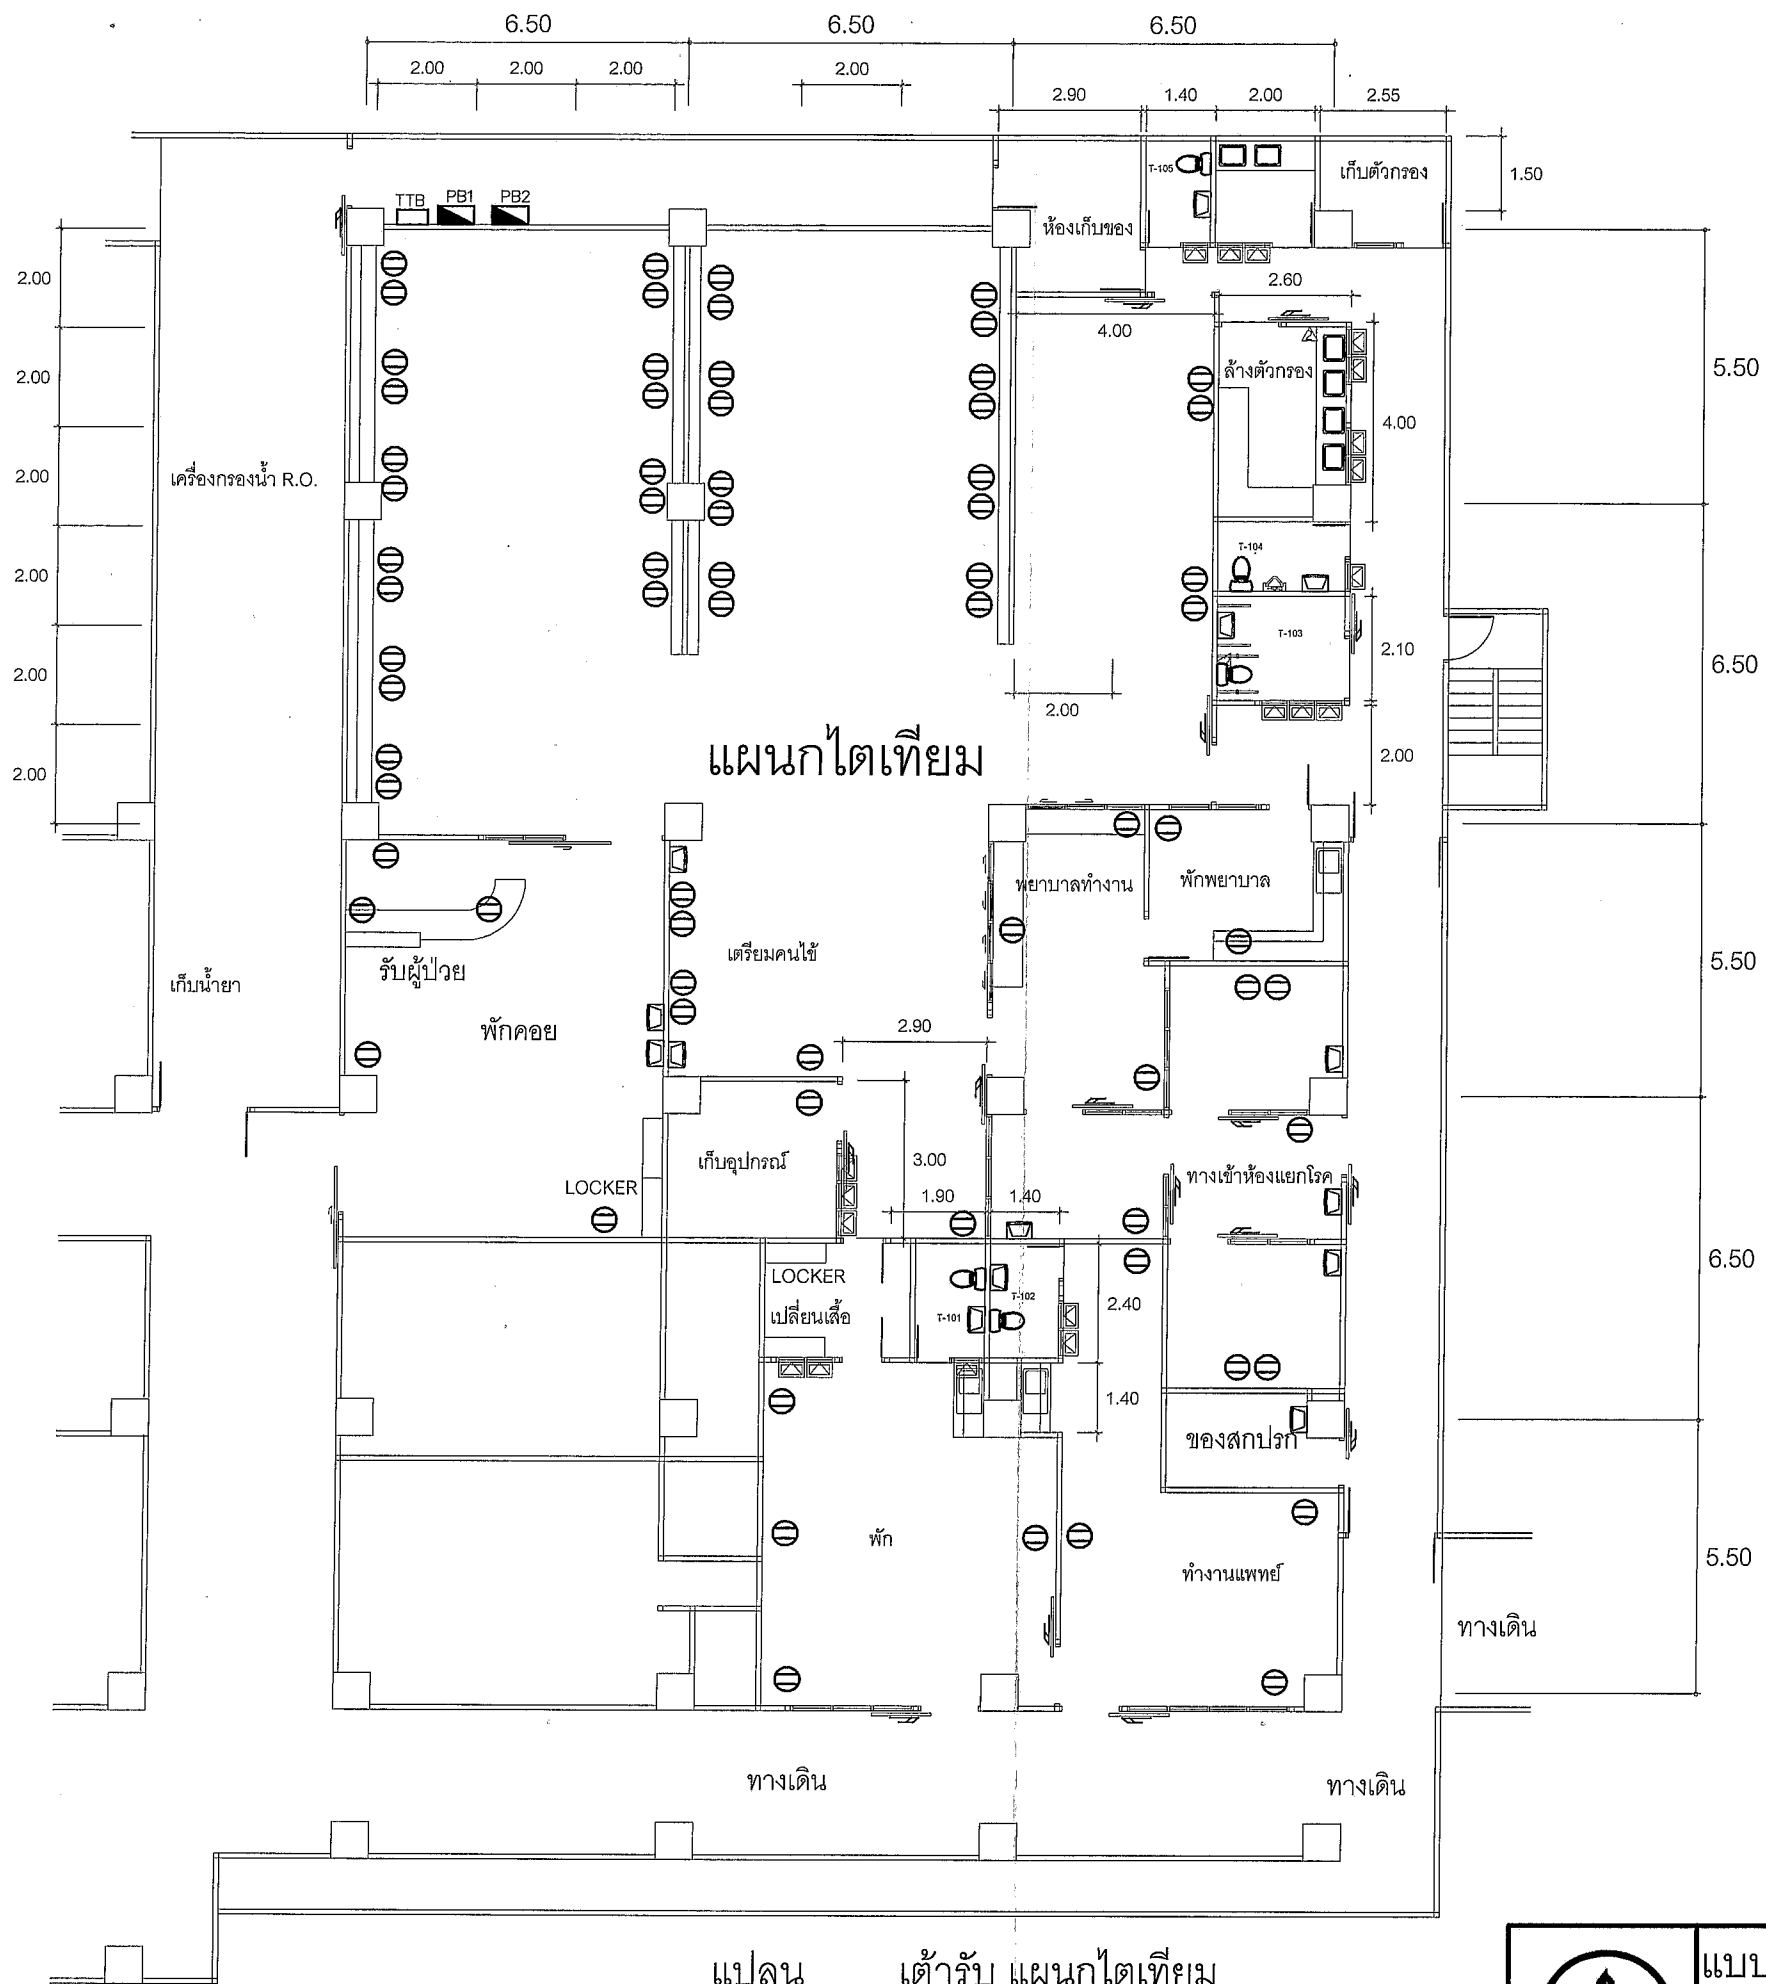 6.50 6.50 6.50
2.00 2.00 2.00 2.00
2.90 1.40 2.00 2.55
1.50
T-105
เก็บตัวกรอง
TTB PB1 PB2
ห้องเก็บของ
2.00
2.60
4.00
5.50
2.00
ล้างตัวกรอง
4.00
เครื่องกรองน้ำ R.O.
2.00
T-104
2.00
T-103
2.10
6.50
2.00
2.00
แผนกไตเทียม
2.00
2.00
พยาบาลทำงาน
พักพยาบาล
เตรียมคนไข้
5.50
รับผู้ป่วย
เก็บน้ำยา
พักคอย
2.90
เก็บอุปกรณ์
3.00
ทางเข้าห้องแยกโรค
LOCKER
1.90 1.40
6.50
LOCKER
T-102
2.40
เปลี่ยนเสื้อ
T-101
1.40
ของสกปรก
พัก
ทำงานแพทย์
5.50
ทางเดิน
ทางเดิน
ทางเดิน
แปลน เต้ารับ แผนกไตเทียม
แบบ